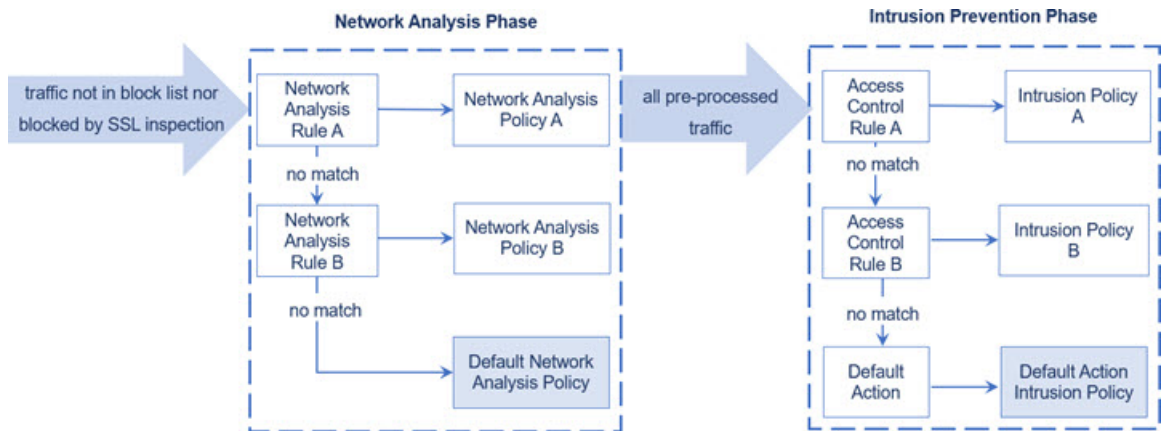 Network Analysis Phase
Intrusion Prevention Phase
traffic not in block list nor
blocked by SSL inspection
Network
Analysis
Rule A
Network Analysis
Policy A
no match
Network
Analysis
Rule B
Network Analysis
Policy B
no match
Default Network
Analysis Policy
all pre-processed
traffic
Access
Control
Rule A
Intrusion Policy
A
no match
Access
Control
Rule B
Intrusion Policy
B
no match
Default
Action
Default Action
Intrusion Policy